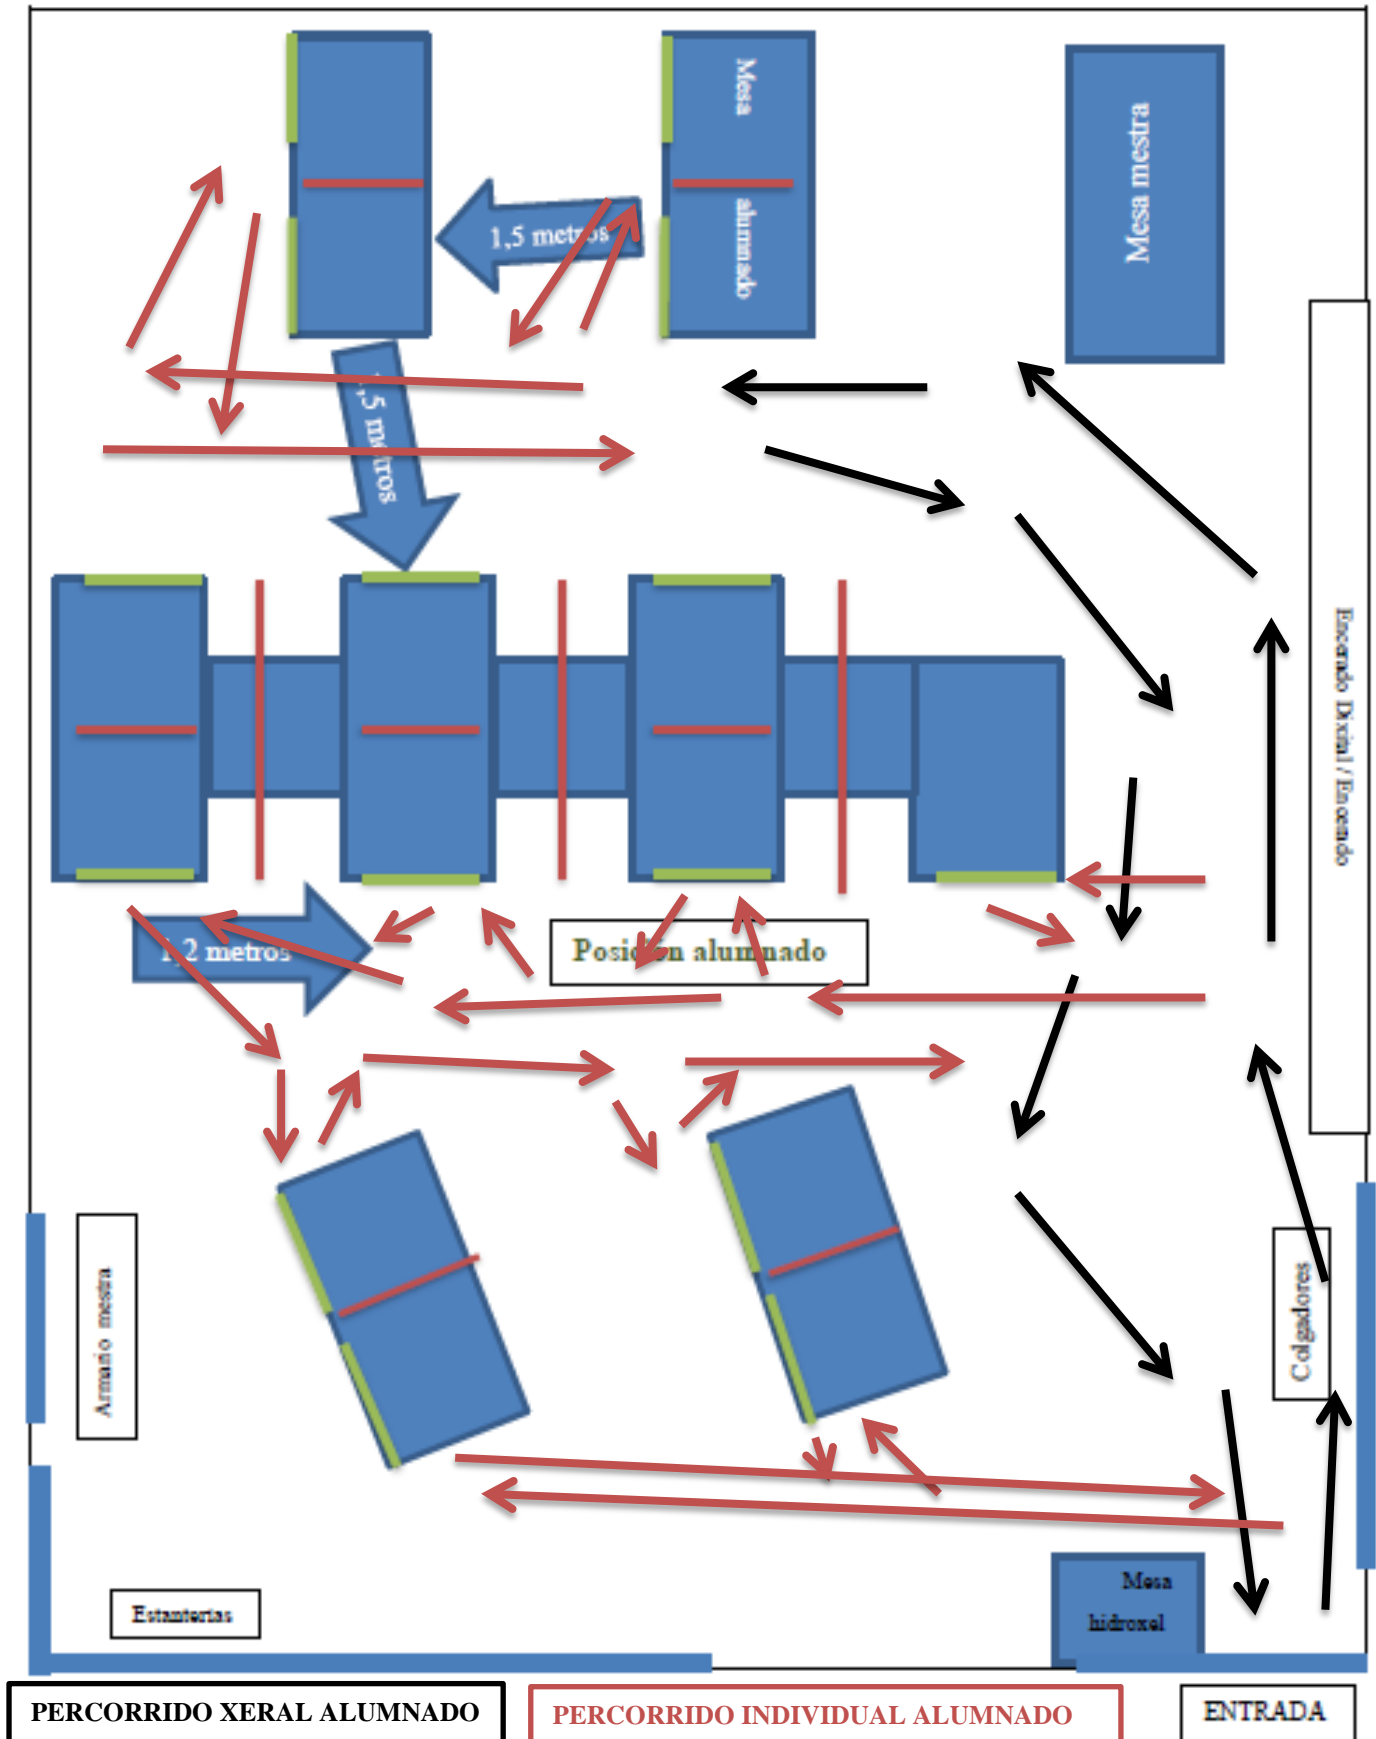 Mesa alumnado
Mesa mestra
1,5 metros
,5 metros
Encerado Dixital / Encerado
1,2 metros
Posición alumnado
Armario mestra
Colgadores
Mesa
hidroxel
Estanterías
PERCORRIDO XERAL ALUMNADO
PERCORRIDO INDIVIDUAL ALUMNADO
ENTRADA